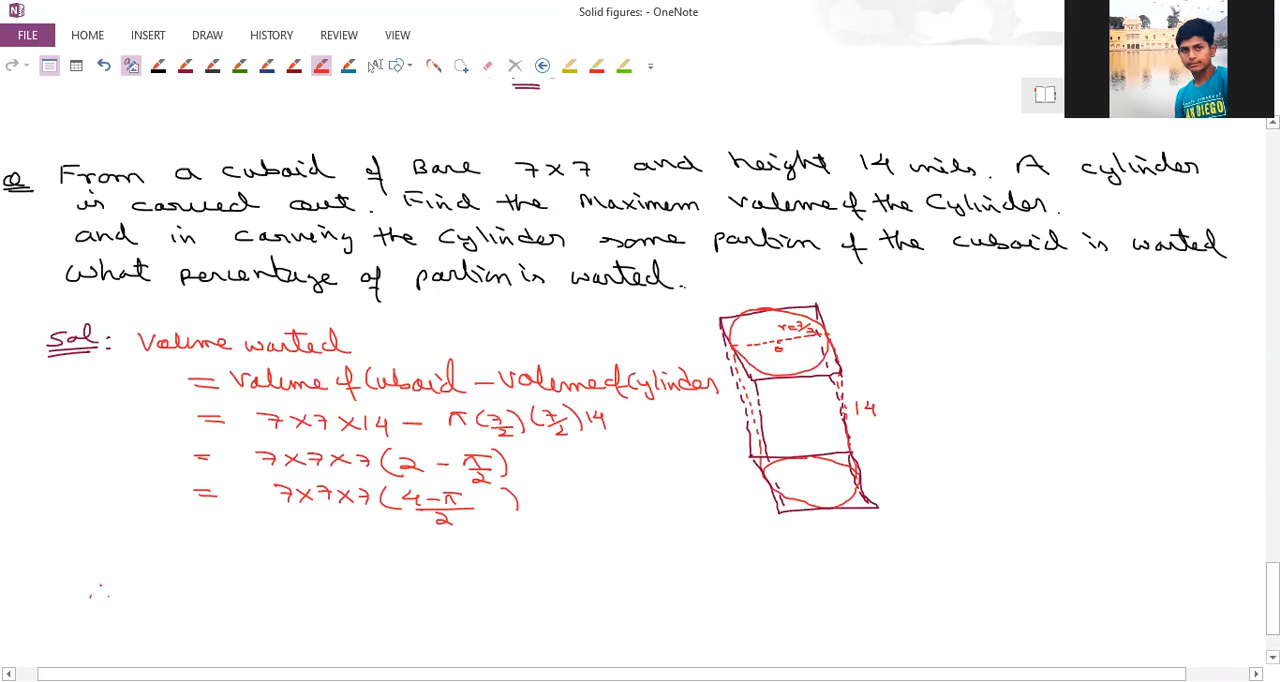 Solid figures: - OneNote
FILE HOME INSERT DRAW HISTORY REVIEW VIEW
SAN DIEGO
Q From a cuboid of Base 7×7 and height 14 units. A cylinder
is carved out. Find the Maximum Volume of the Cylinder.
and in carving the Cylinder some portion of the cuboid is wasted
What percentage of portion is wasted.
Sol: Volume wasted
= Volume of Cuboid - Volume of Cylinder
= 7×7×14 - π(7/2)(7/2)14
= 7×7×7(2 - π/2)
= 7×7×7(4-π/2)
∴
r=7/2
O
14